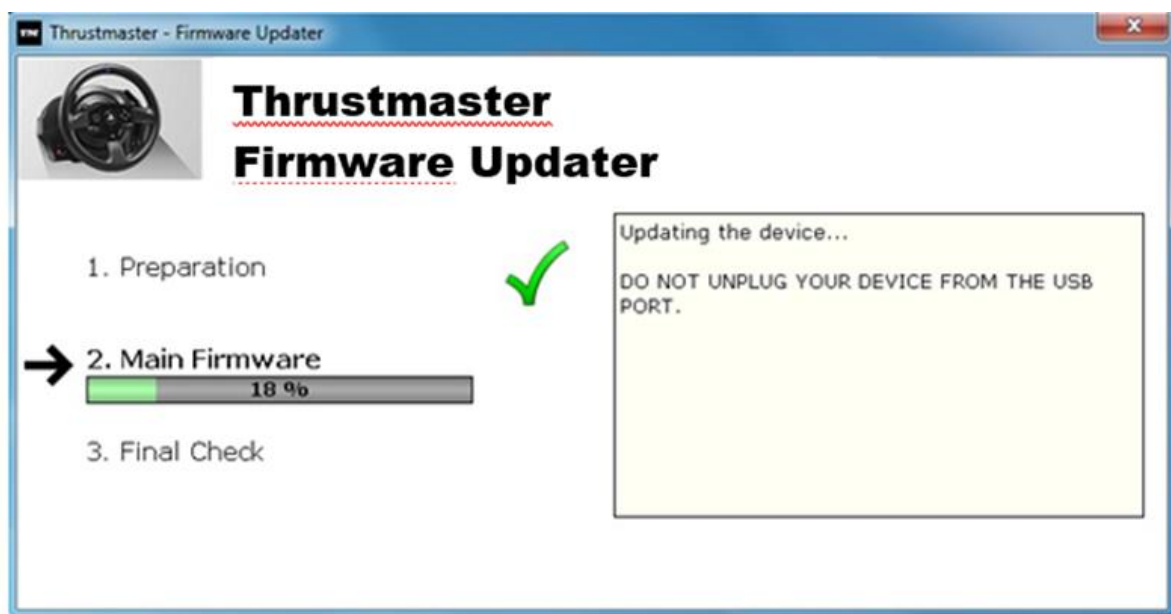 Thrustmaster - Firmware Updater
Thrustmaster
Firmware Updater
1. Preparation
2. Main Firmware
18 %
3. Final Check
Updating the device...
DO NOT UNPLUG YOUR DEVICE FROM THE USB
PORT.